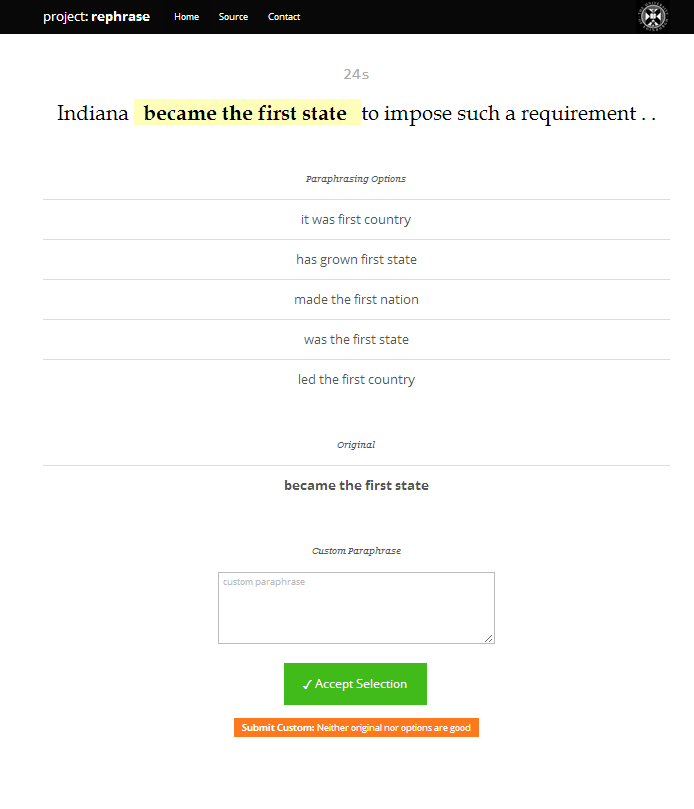 project: rephrase Home Source Contact
24s
Indiana became the first state to impose such a requirement . .
Paraphrasing Options
it was first country
has grown first state
made the first nation
was the first state
led the first country
Original
became the first state
Custom Paraphrase
custom paraphrase
✓ Accept Selection
Submit Custom: Neither original nor options are good